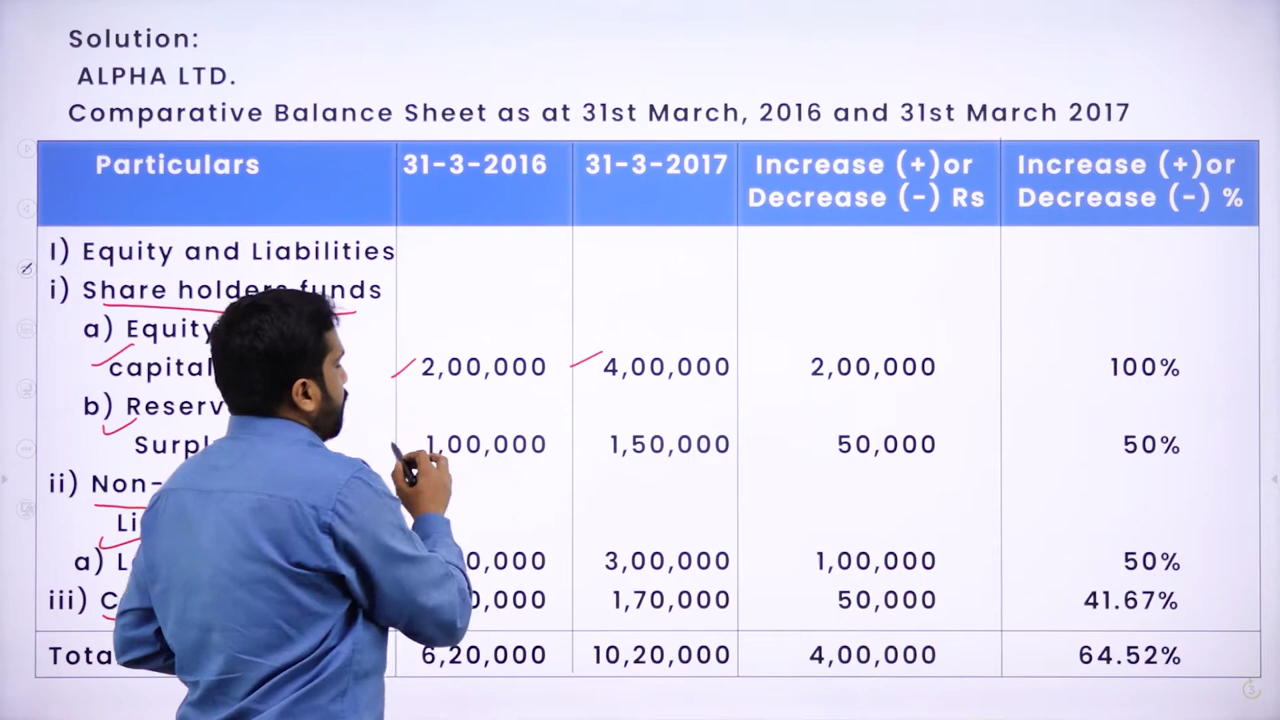 Solution:
ALPHA LTD.
Comparative Balance Sheet as at 31st March, 2016 and 31st March 2017
Particulars 31-3-2016 31-3-2017 Increase (+)or Decrease (-) Rs Increase (+)or Decrease (-) %
I) Equity and Liabilities
i) Share holders funds
a) Equity
capital 2,00,000 4,00,000 2,00,000 100%
b) 
1,00,000 1,50,000 50,000 50%
ii)
a) 3,00,000 1,00,000 50%
iii) 1,70,000 50,000 41.67%
6,20,000 10,20,000 4,00,000 64.52%